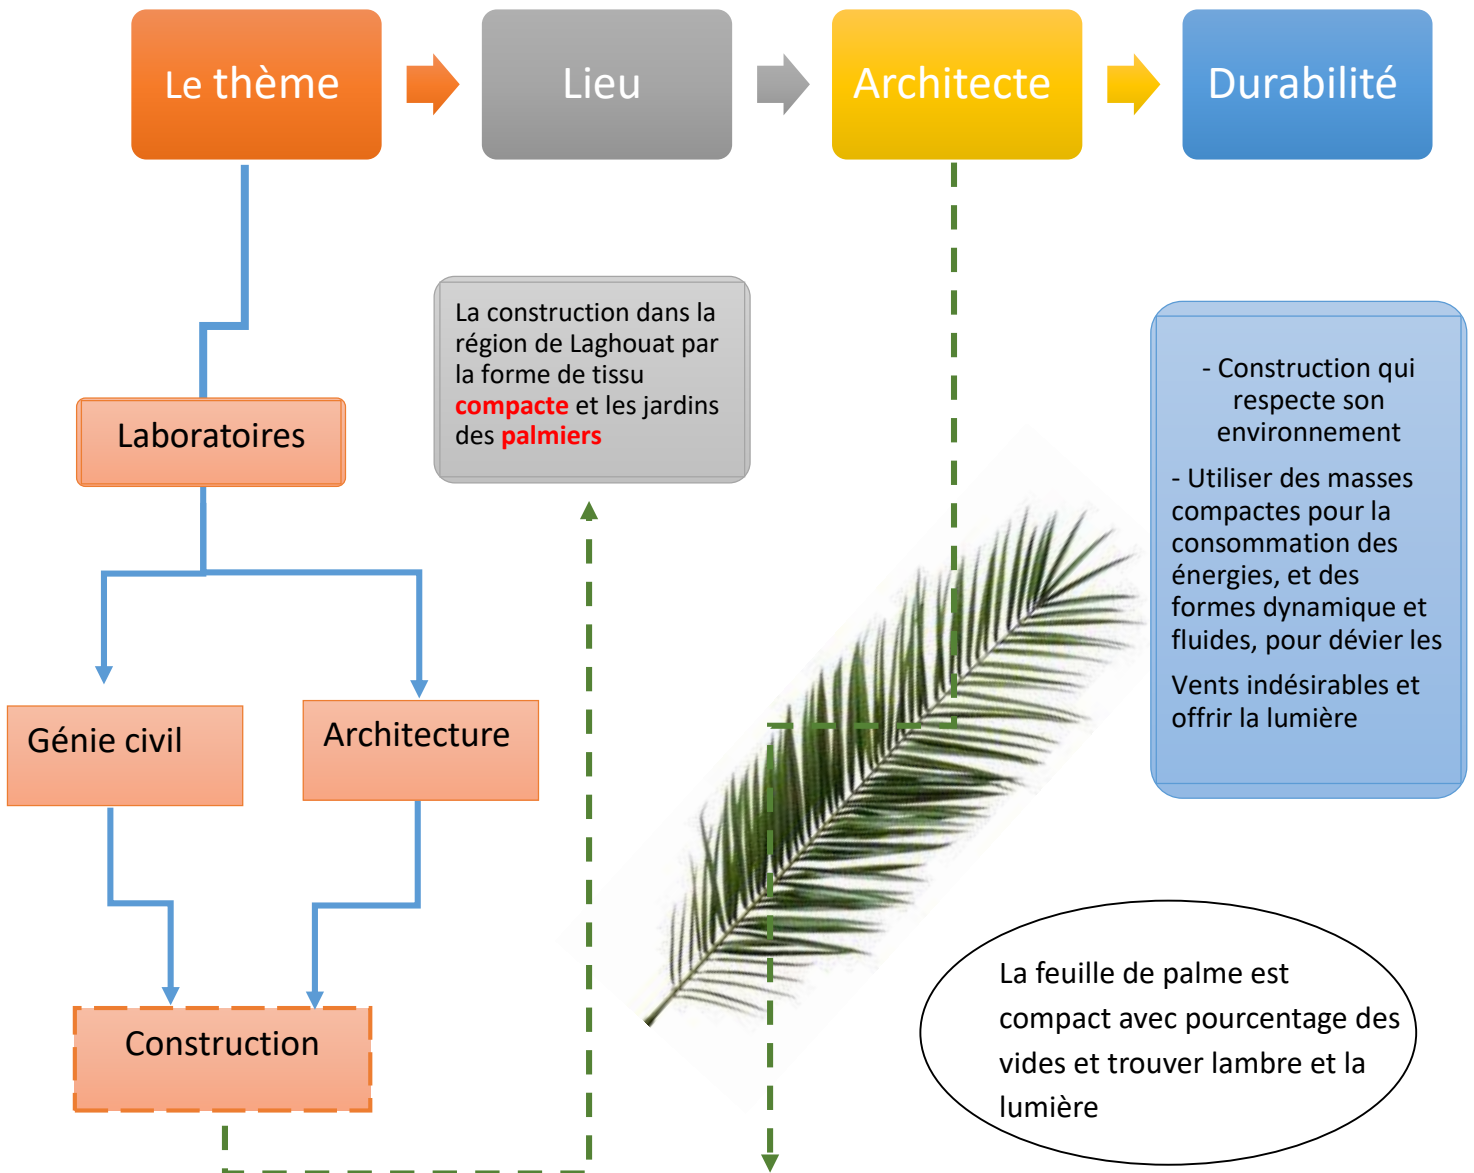 Le thème
Lieu
Architecte
Durabilité
La construction dans la
région de Laghouat par
la forme de tissu
compacte et les jardins
des palmiers
- Construction qui
respecte son
environnement
- Utiliser des masses
compactes pour la
consommation des
énergies, et des
formes dynamique et
fluides, pour dévier les
Vents indésirables et
offrir la lumière
Laboratoires
Génie civil
Architecture
Construction
La feuille de palme est
compact avec pourcentage des
vides et trouver lambre et la
lumière